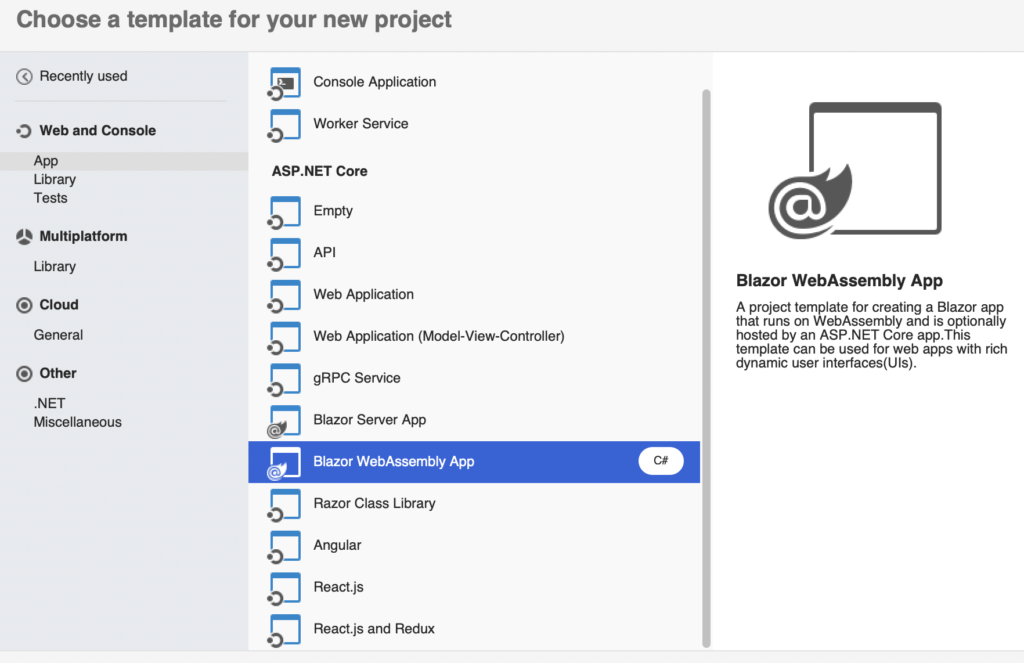 Choose a template for your new project
Recently used
Web and Console
App
Library
Tests
Multiplatform
Library
Cloud
General
Other
.NET
Miscellaneous
Console Application
Worker Service
ASP.NET Core
Empty
API
Web Application
Web Application (Model-View-Controller)
gRPC Service
Blazor Server App
Blazor WebAssembly App
C#
Razor Class Library
Angular
React.js
React.js and Redux
Blazor WebAssembly App
A project template for creating a Blazor app
that runs on WebAssembly and is optionally
hosted by an ASP.NET Core app.This
template can be used for web apps with rich
dynamic user interfaces(UIs).